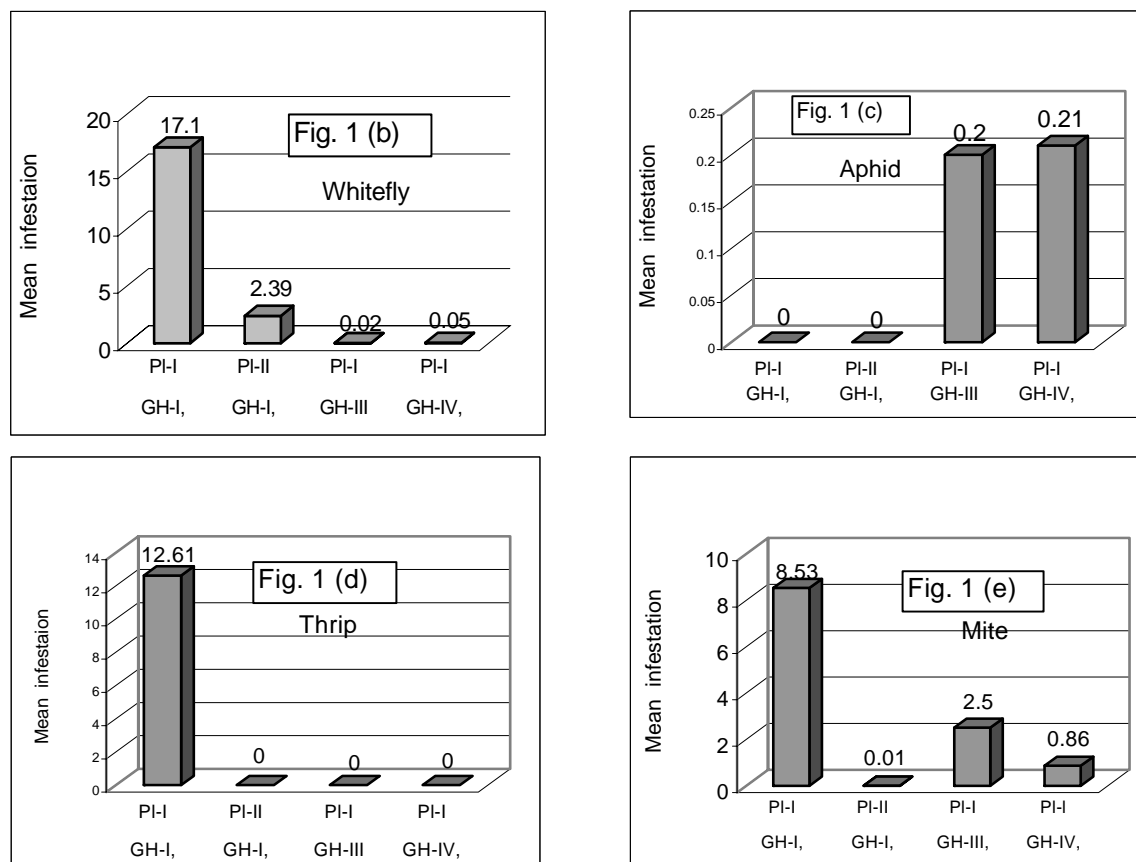 Fig. 1 (b)
Whitefly
Mean infestaion
20
15
10
5
0
17.1
2.39
0.02
0.05
PI-I PI-II PI-I PI-I
GH-I, GH-I, GH-III GH-IV,
Fig. 1 (c)
Aphid
Mean infestation
0.25
0.2
0.15
0.1
0.05
0
0
0
0.2
0.21
PI-I PI-II PI-I PI-I
GH-I, GH-I, GH-III GH-IV,
Fig. 1 (d)
Thrip
Mean infestaion
14
12
10
8
6
4
2
0
12.61
0
0
0
PI-I PI-II PI-I PI-I
GH-I, GH-I, GH-III GH-IV,
Fig. 1 (e)
Mite
Mean infestation
10
8
6
4
2
0
8.53
0.01
2.5
0.86
PI-I PI-II PI-I PI-I
GH-I, GH-I, GH-III, GH-IV,